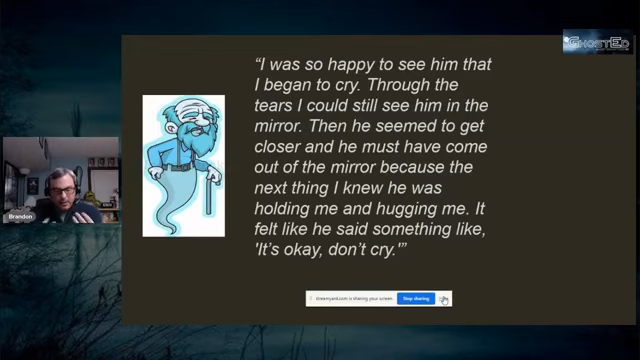 GHOSTED
“I was so happy to see him that
I began to cry. Through the
tears I could still see him in the
mirror. Then he seemed to get
closer and he must have come
out of the mirror because the
next thing I knew he was
holding me and hugging me. It
felt like he said something like,
'It’s okay, don’t cry.'”
Brandon
streamyard.com is sharing your screen.
Stop sharing